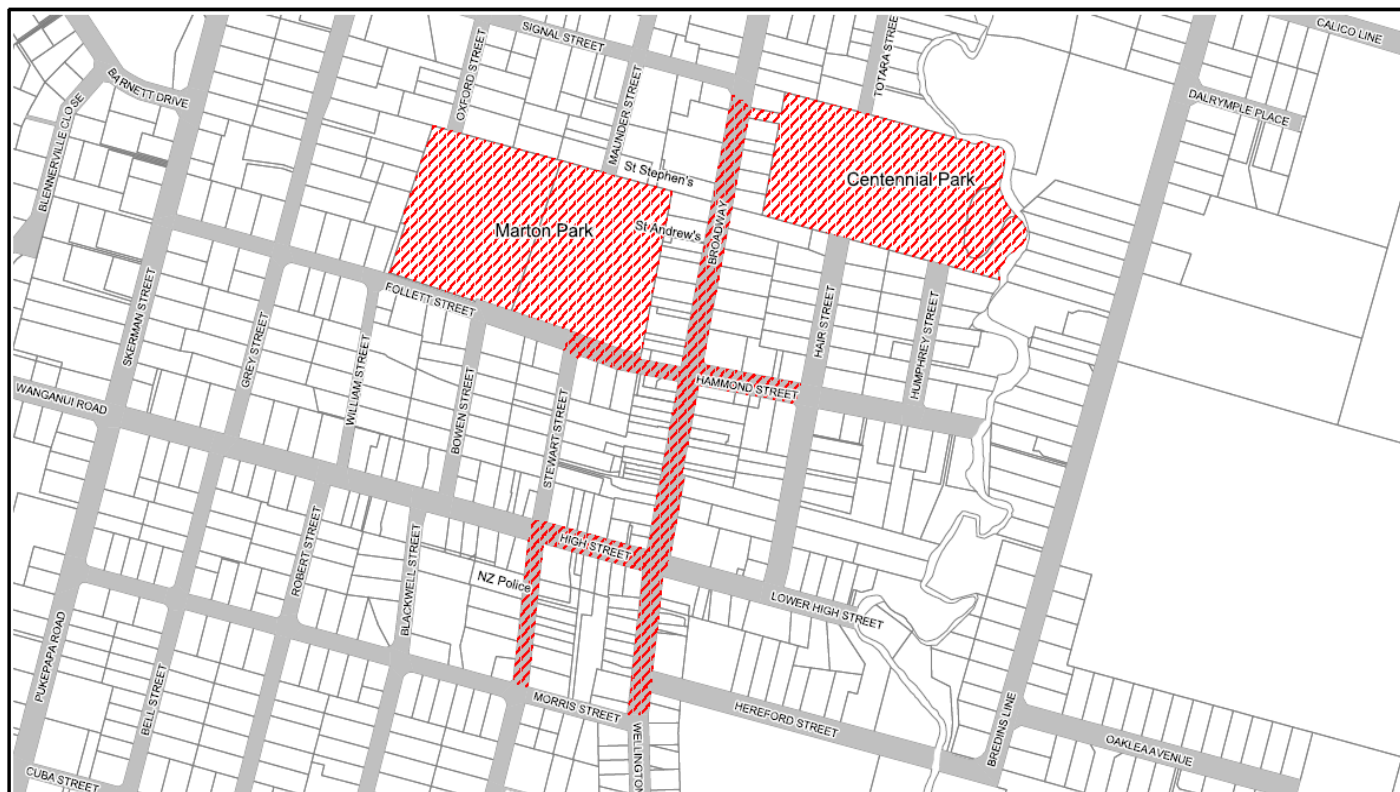 SIGNAL STREET
CALICO LINE
OXFORD STREET
TOTARA STREET
BARNETT DRIVE
MAUNDER STREET
DALRYMPLE PLACE
BLENNERVILLE CLOSE
St Stephen's
Centennial Park
Marton Park
St Andrew's
BROADWAY
FOLLETT STREET
SKERMAN STREET
GREY STREET
WILLIAM STREET
HAIR STREET
HUMPHREY STREET
HAMMOND STREET
WANGANUI ROAD
BOWEN STREET
STEWART STREET
HIGH STREET
ROBERT STREET
BLACKWELL STREET
NZ Police
LOWER HIGH STREET
PUKEPAPA ROAD
BELL STREET
MORRIS STREET
HEREFORD STREET
WELLINGTON
BREDINS LINE
OAKLEA AVENUE
CUBA STREET